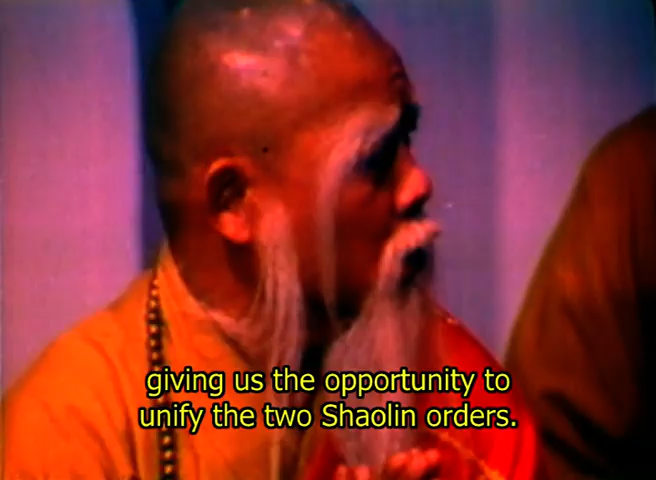 giving us the opportunity to
unify the two Shaolin orders.